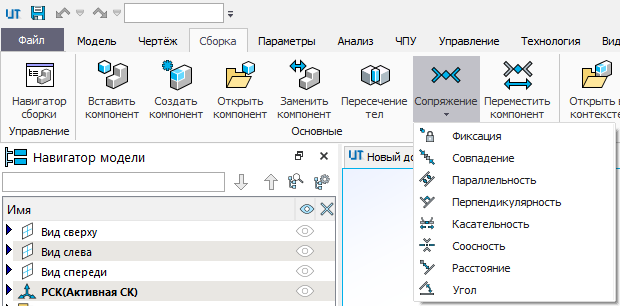 UT
Файл Модель Чертёж Сборка Параметры Анализ ЧПУ Управление Технология Вид
Навигатор сборки
Вставить компонент
Создать компонент
Открыть компонент
Заменить компонент
Пересечение тел
Сопряжение
Переместить компонент
Открыть в контексте
Управление
Основные
Навигатор модели
UT Новый до
Имя
Вид сверху
Вид слева
Вид спереди
РСК(Активная СК)
Фиксация
Совпадение
Параллельность
Перпендикулярность
Касательность
Соосность
Расстояние
Угол